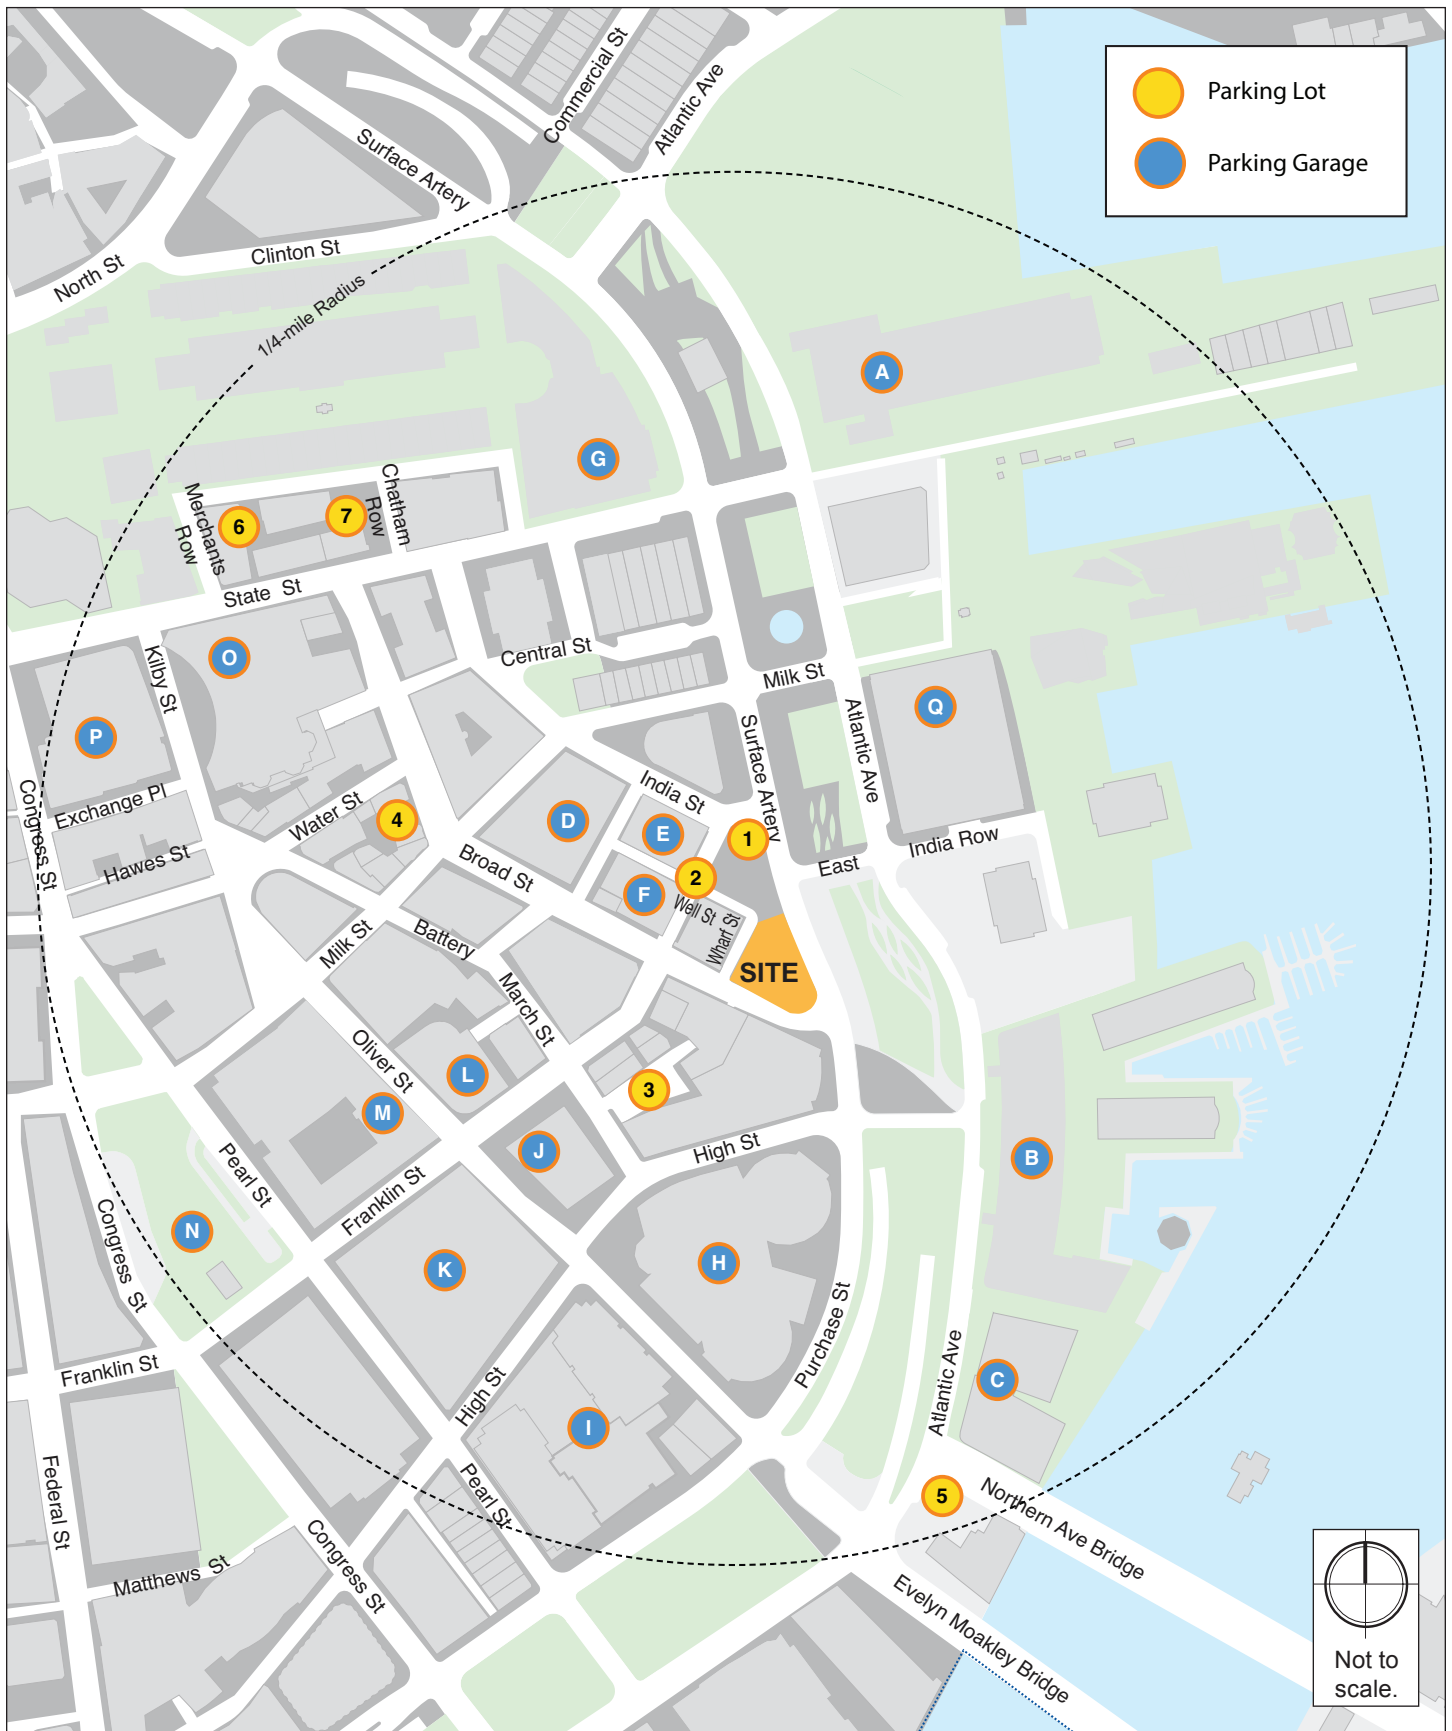 Parking Lot
Parking Garage
Commercial St
Atlantic Ave
Surface Artery
Clinton St
North St
1/4-mile Radius
A
G
Chatham
Row
Merchants
Row
6
7
State St
O
Kilby St
Central St
Milk St
P
Q
Surface Artery
Atlantic Ave
Congress St
Exchange Pl
Water St
4
D
India St
E
1
India Row
East
Hawes St
Broad St
2
F
Well St
Wharf St
Battery
March St
Milk St
SITE
Oliver St
L
3
M
J
High St
B
Pearl St
Franklin St
N
Congress St
K
H
Purchase St
Franklin St
High St
C
Atlantic Ave
I
Federal St
Pearl St
5
Northern Ave Bridge
Congress St
Matthews St
Evelyn Moakley Bridge
Not to
scale.